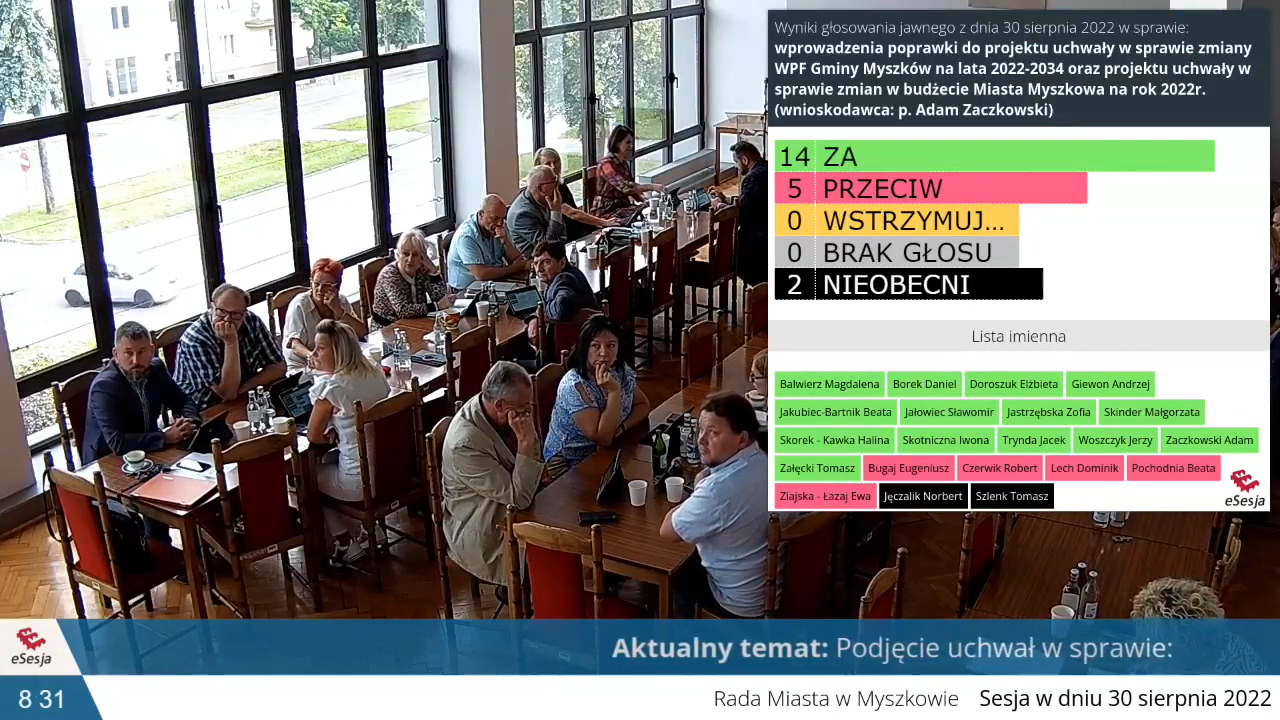 Wyniki głosowania jawnego z dnia 30 sierpnia 2022 w sprawie:
wprowadzenia poprawki do projektu uchwały w sprawie zmiany
WPF Gminy Myszków na lata 2022-2034 oraz projektu uchwały w
sprawie zmian w budżecie Miasta Myszkowa na rok 2022r.
(wnioskodawca: p. Adam Zaczkowski)
14 ZA
5 PRZECIW
0 WSTRZYMUJ...
0 BRAK GŁOSU
2 NIEOBECNI
Lista imienna
Balwierz Magdalena Borek Daniel Doroszuk Elżbieta Giewon Andrzej
Jakubiec-Bartnik Beata Jałowiec Sławomir Jastrzębska Zofia Skinder Małgorzata
Skorek - Kawka Halina Skotniczna Iwona Trynda Jacek Woszczyk Jerzy Zaczkowski Adam
Załęcki Tomasz Bugaj Eugeniusz Czerwik Robert Lech Dominik Pochodnia Beata
Ziajska - Łazaj Ewa Jęczalik Norbert Szlenk Tomasz
eSesja
eSesja
Aktualny temat: Podjęcie uchwał w sprawie:
8 31
Rada Miasta w Myszkowie Sesja w dniu 30 sierpnia 2022